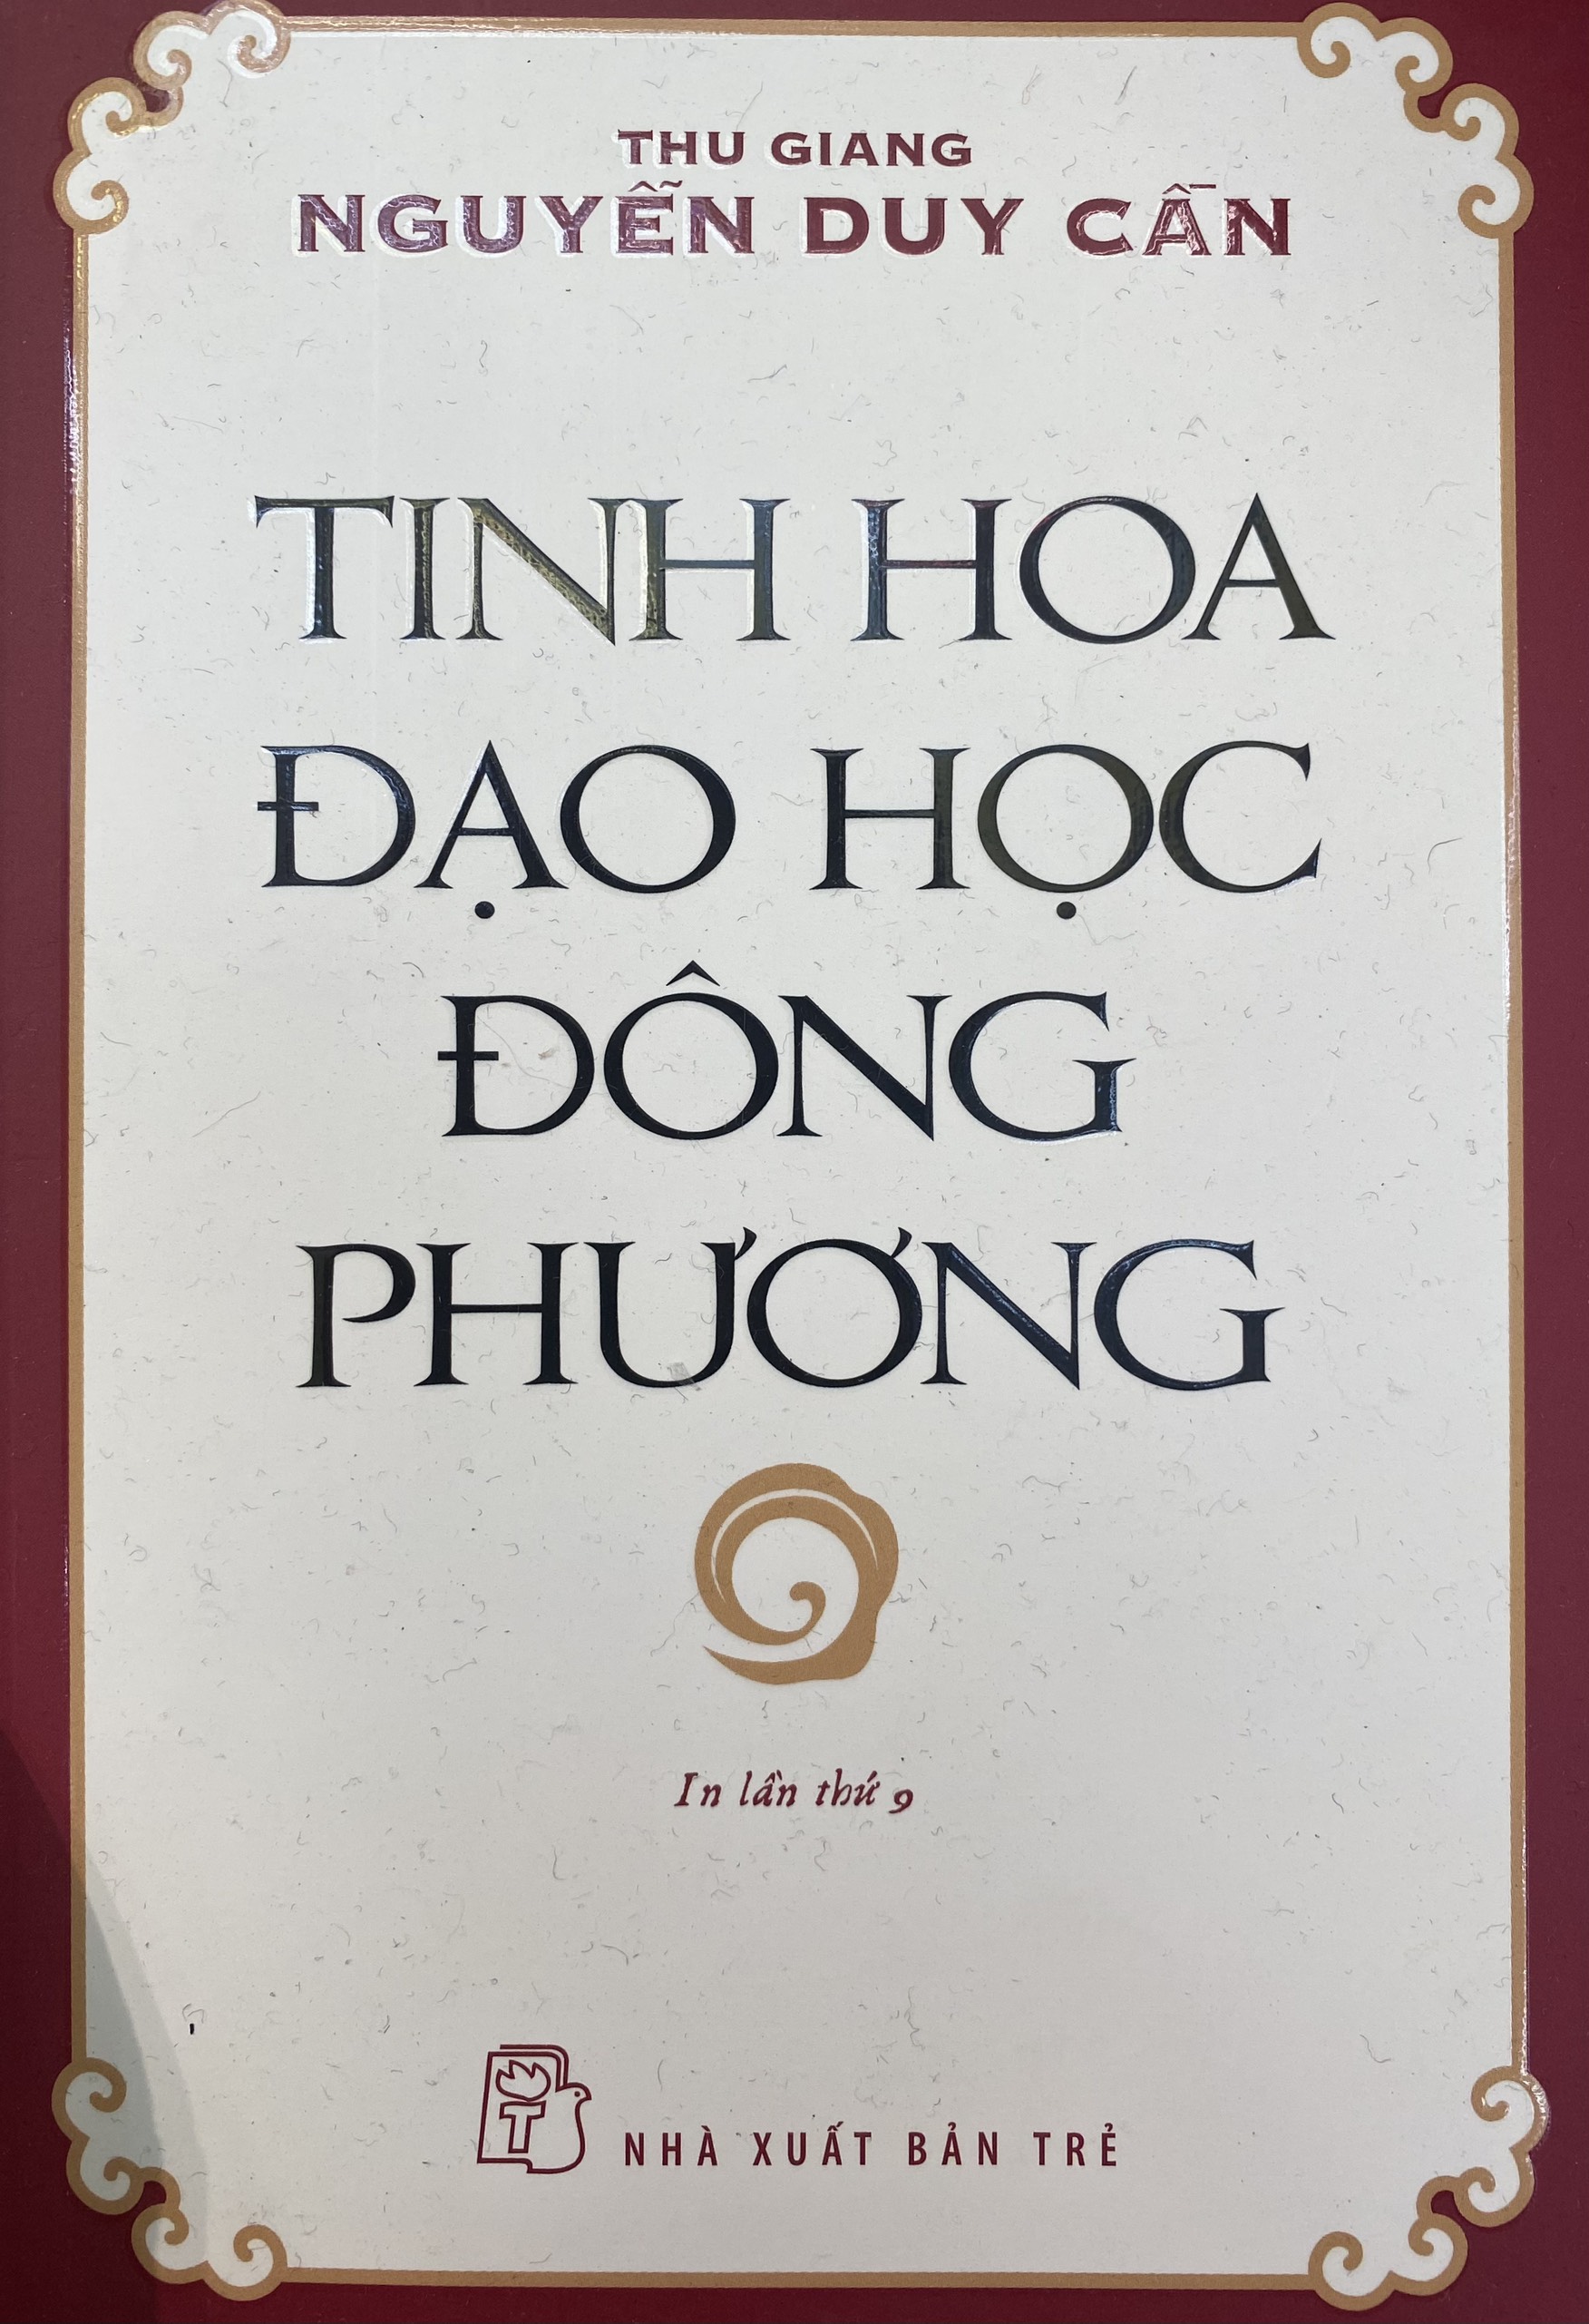 THU GIANG
NGUYỄN DUY CẦN
TINH HOA
ĐẠO HỌC
ĐÔNG
PHƯƠNG
In lần thứ 9
T
NHÀ XUẤT BẢN TRẺ